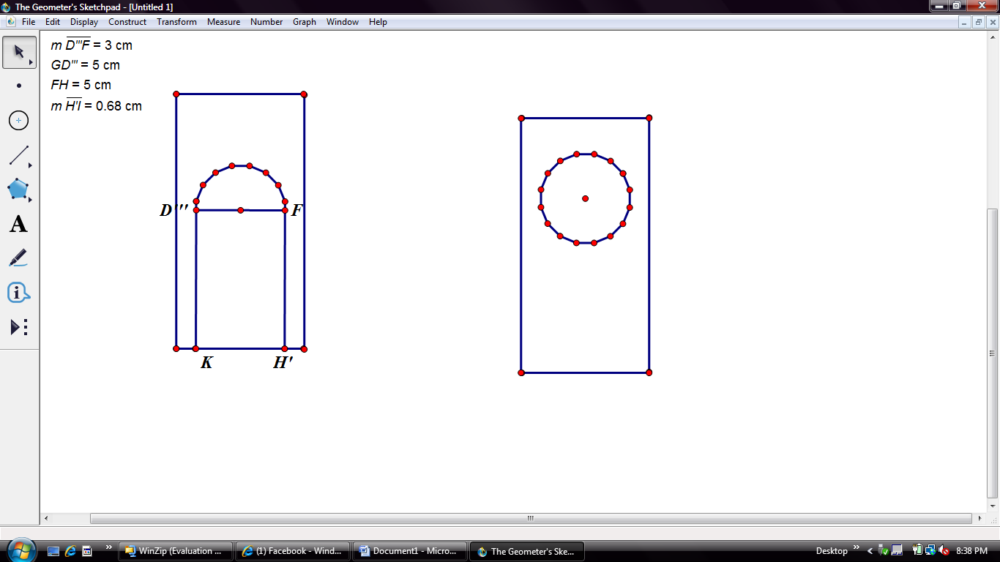 The Geometer's Sketchpad - [Untitled 1]
File Edit Display Construct Transform Measure Number Graph Window Help
m D'''F = 3 cm
GD''' = 5 cm
FH = 5 cm
m H'I = 0.68 cm
D''' F
K H'
A
WinZip (Evaluation ... (1) Facebook - Wind... Document1 - Micro... The Geometer's Ske... Desktop 8:38 PM